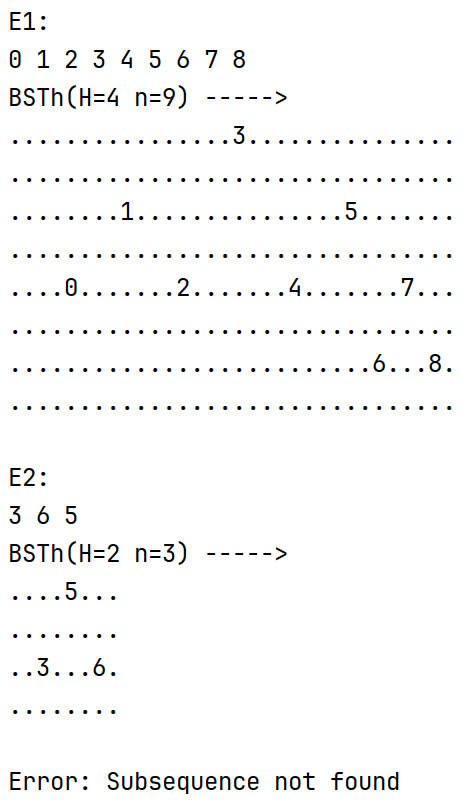 E1:
0 1 2 3 4 5 6 7 8
BSTh(H=4 n=9) ----->
................3...............
................................
........1...............5.......
................................
....0.......2.......4.......7...
................................
..........................6...8.
................................
E2:
3 6 5
BSTh(H=2 n=3) ----->
....5...
........
..3...6.
........
Error: Subsequence not found